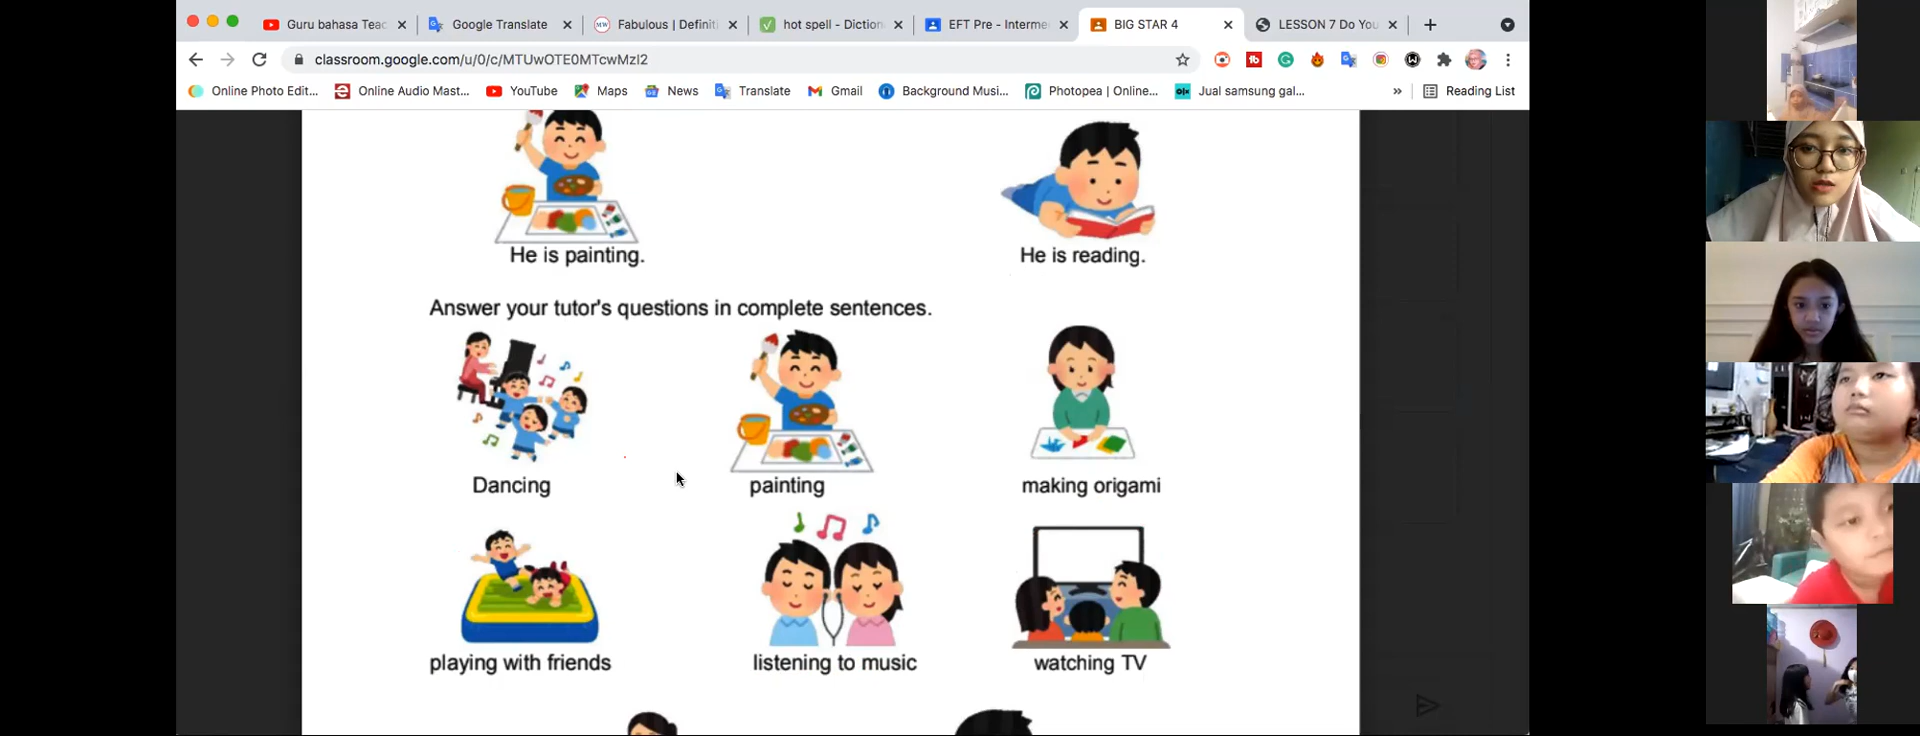 Guru bahasa Teac
Google Translate
MW
Fabulous | Definiti
hot spell - Diction
EFT Pre - Interme
BIG STAR 4
LESSON 7 Do You
classroom.google.com/u/0/c/MTUwOTE0MTcwMzI2
Online Photo Edit...
Online Audio Mast...
YouTube
Maps
News
Translate
Gmail
Background Musi...
Photopea | Online...
olx
Jual samsung gal...
»
Reading List
He is painting.
He is reading.
Answer your tutor's questions in complete sentences.
Dancing
painting
making origami
playing with friends
listening to music
watching TV